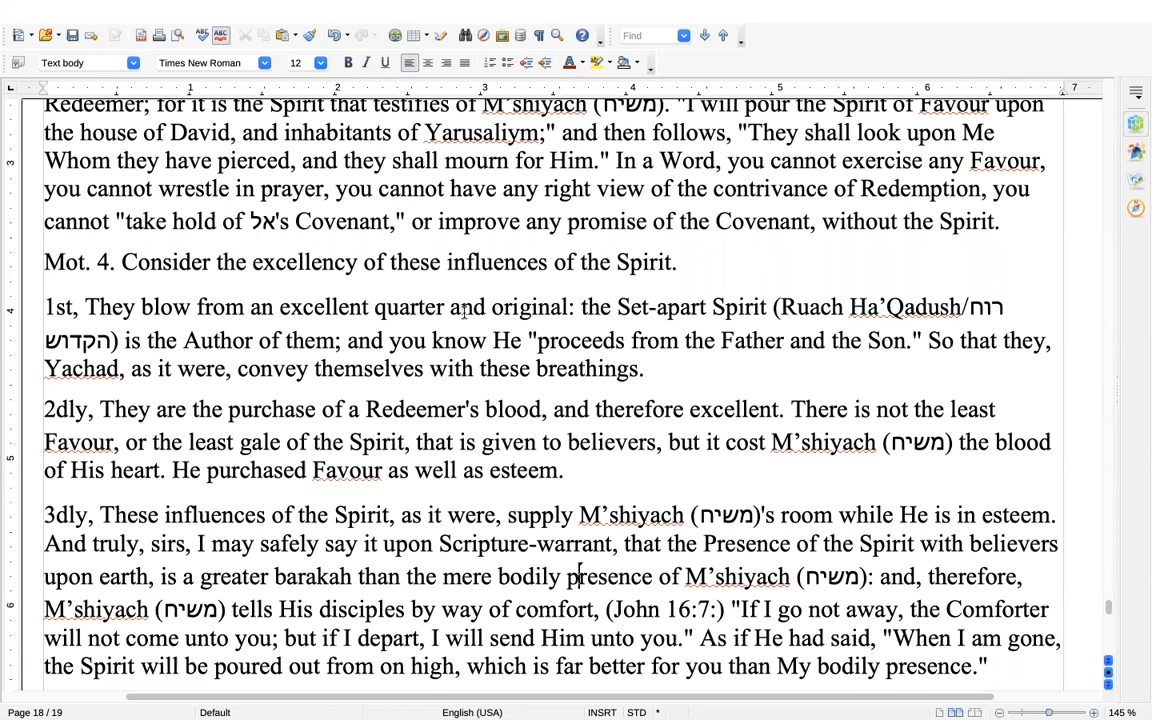 Find
Text body
Times New Roman
12
1 2 3 4 5 6 7
Redeemer; for it is the Spirit that testifies of M’shiyach (משיח). "I will pour the Spirit of Favour upon
the house of David, and inhabitants of Yarusaliym;" and then follows, "They shall look upon Me
Whom they have pierced, and they shall mourn for Him." In a Word, you cannot exercise any Favour,
you cannot wrestle in prayer, you cannot have any right view of the contrivance of Redemption, you
cannot "take hold of אל's Covenant," or improve any promise of the Covenant, without the Spirit.
Mot. 4. Consider the excellency of these influences of the Spirit.
1st, They blow from an excellent quarter and original: the Set-apart Spirit (Ruach Ha’Qadush/רוח
הקדוש) is the Author of them; and you know He "proceeds from the Father and the Son." So that they,
Yachad, as it were, convey themselves with these breathings.
2dly, They are the purchase of a Redeemer's blood, and therefore excellent. There is not the least
Favour, or the least gale of the Spirit, that is given to believers, but it cost M’shiyach (משיח) the blood
of His heart. He purchased Favour as well as esteem.
3dly, These influences of the Spirit, as it were, supply M’shiyach (משיח)'s room while He is in esteem.
And truly, sirs, I may safely say it upon Scripture-warrant, that the Presence of the Spirit with believers
upon earth, is a greater barakah than the mere bodily presence of M’shiyach (משיח): and, therefore,
M’shiyach (משיח) tells His disciples by way of comfort, (John 16:7:) "If I go not away, the Comforter
will not come unto you; but if I depart, I will send Him unto you." As if He had said, "When I am gone,
the Spirit will be poured out from on high, which is far better for you than My bodily presence."
3
4
5
6
Page 18 / 19
Default
English (USA)
INSRT
STD
*
145 %